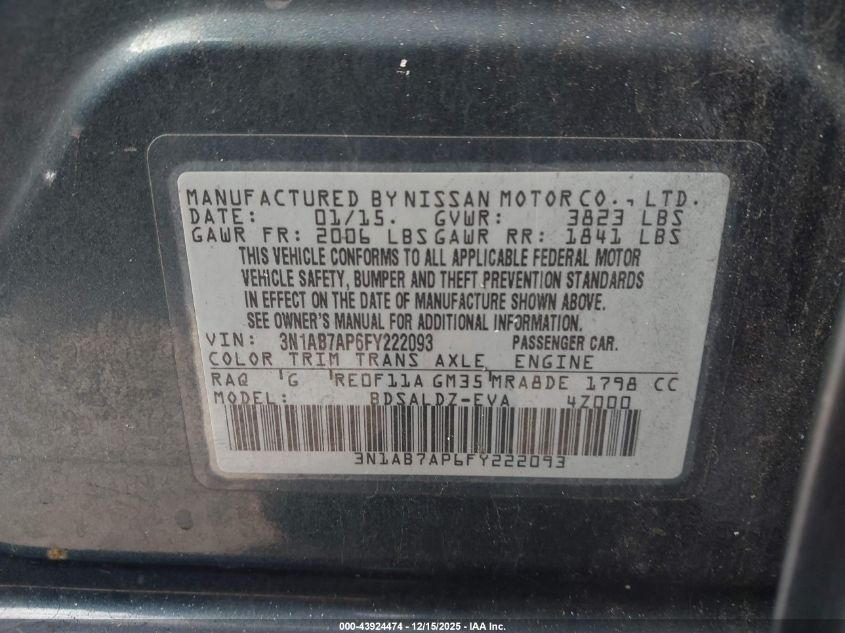 MANUFACTURED BY NISSAN MOTOR CO., LTD.
DATE: 01/15. GVWR: 3823 LBS
GAWR FR: 2006 LBS GAWR RR: 1841 LBS
THIS VEHICLE CONFORMS TO ALL APPLICABLE FEDERAL MOTOR
VEHICLE SAFETY, BUMPER AND THEFT PREVENTION STANDARDS
IN EFFECT ON THE DATE OF MANUFACTURE SHOWN ABOVE.
SEE OWNER'S MANUAL FOR ADDITIONAL INFORMATION.
VIN: 3N1AB7AP6FY222093 PASSENGER CAR.
COLOR TRIM TRANS AXLE ENGINE
RAQ G RE0F11A GM35 MRA8DE 1798 CC
MODEL: BDSALDZ-EVA 4Z000
3N1AB7AP6FY222093
000-43924474 - 12/15/2025 - IAA Inc.